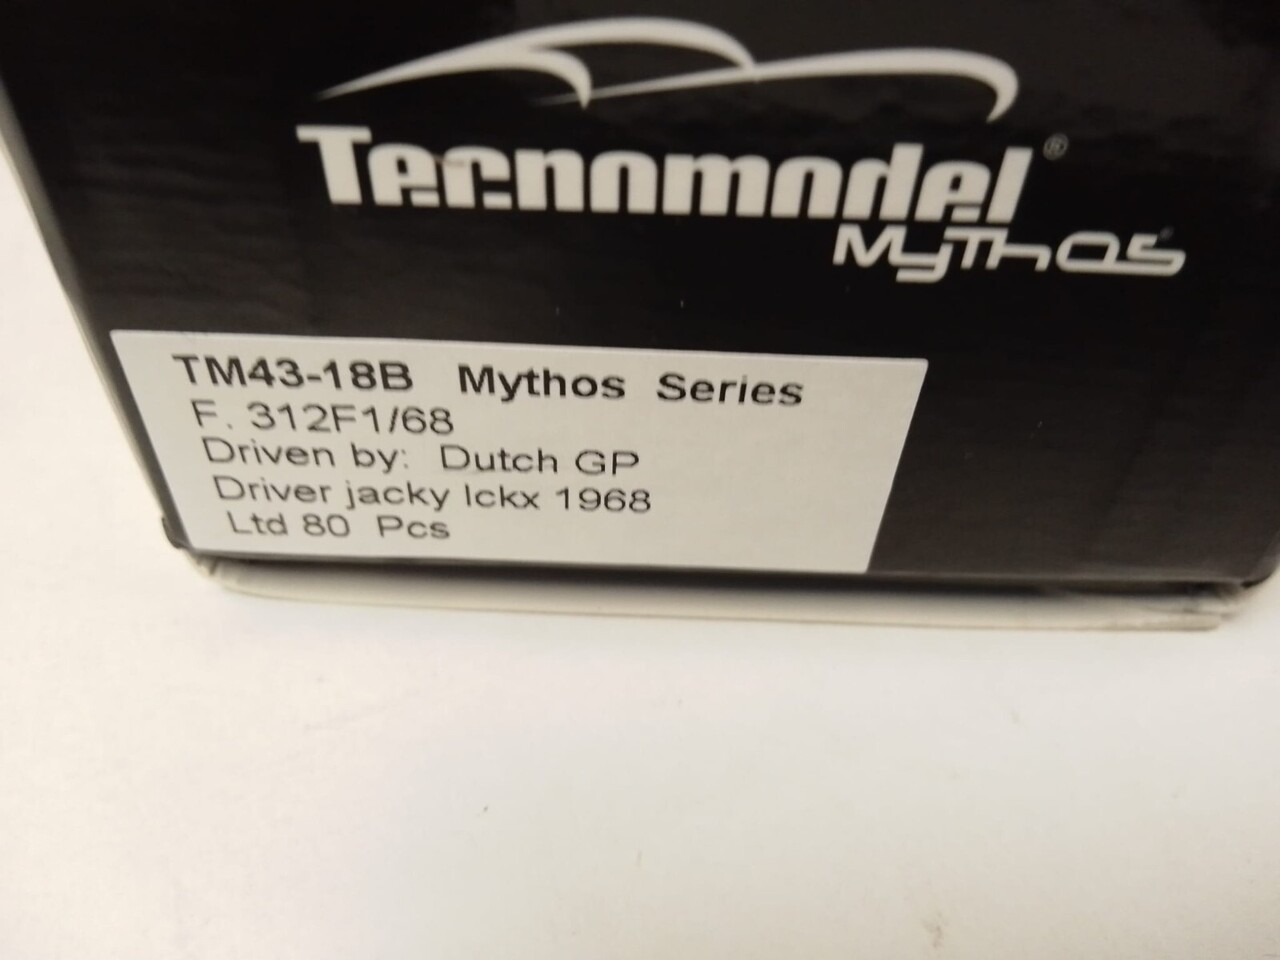 Tecnomodel®
Mythos
TM43-18B Mythos Series
F. 312F1/68
Driven by: Dutch GP
Driver jacky Ickx 1968
Ltd 80 Pcs